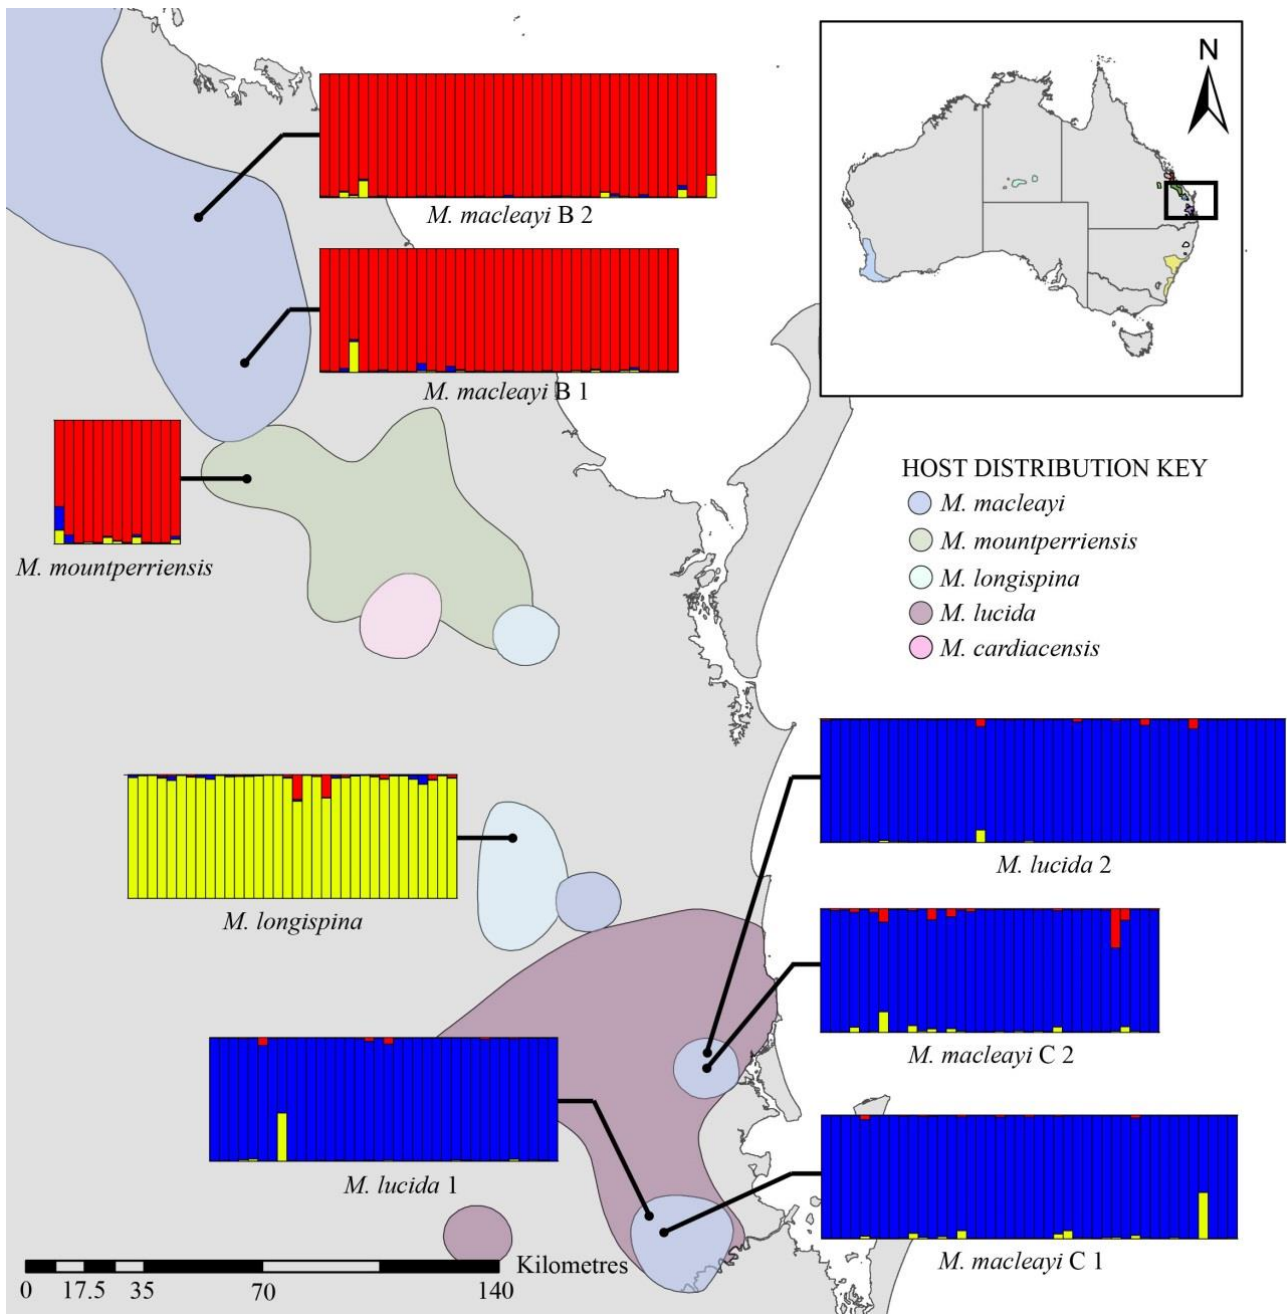 N
M. macleayi B 2
M. macleayi B 1
M. mountperriensis
HOST DISTRIBUTION KEY
M. macleayi
M. mountperriensis
M. longispina
M. lucida
M. cardiacensis
M. longispina
M. lucida 2
M. macleayi C 2
M. lucida 1
M. macleayi C 1
Kilometres
0 17.5 35 70 140